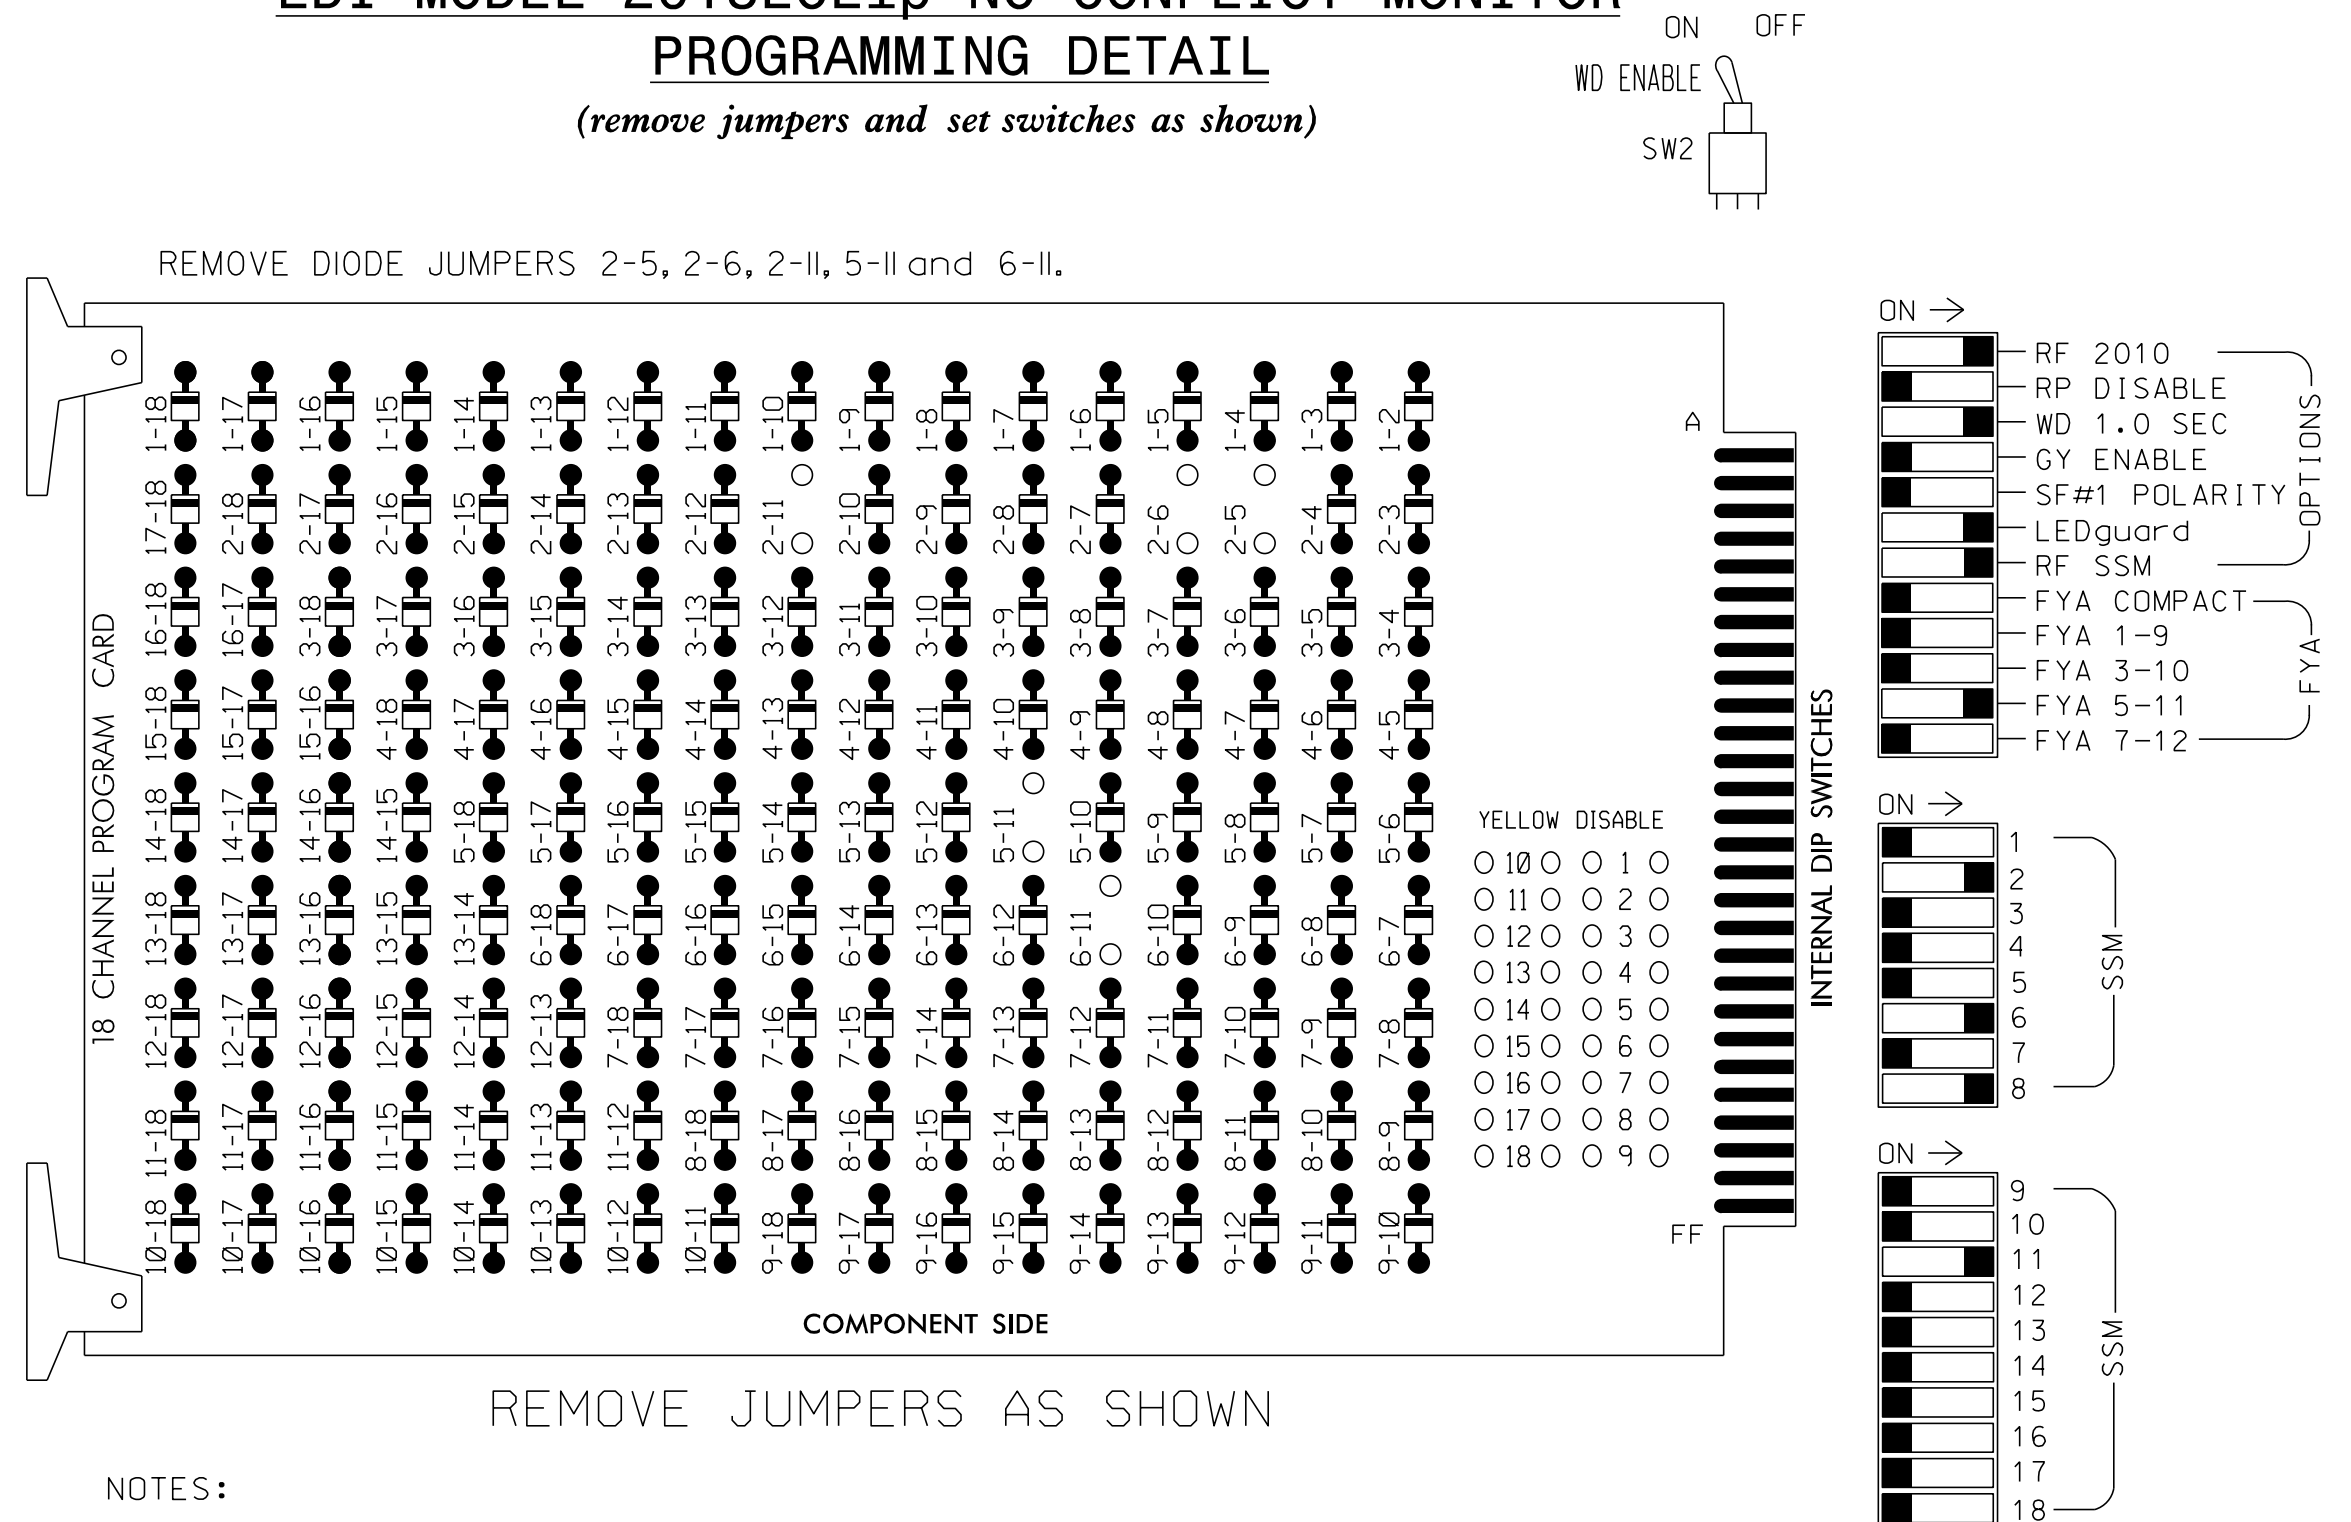 PROGRAMMING DETAIL
(remove jumpers and set switches as shown)
ON OFF
WD ENABLE
SW2
REMOVE DIODE JUMPERS 2-5, 2-6, 2-11, 5-11 and 6-11.
18 CHANNEL PROGRAM CARD
1-18 1-17 1-16 1-15 1-14 1-13 1-12 1-11 1-10 1-9 1-8 1-7 1-6 1-5 1-4 1-3 1-2
17-18 2-18 2-17 2-16 2-15 2-14 2-13 2-12 2-11 2-10 2-9 2-8 2-7 2-6 2-5 2-4 2-3
16-18 16-17 3-18 3-17 3-16 3-15 3-14 3-13 3-12 3-11 3-10 3-9 3-8 3-7 3-6 3-5 3-4
15-18 15-17 15-16 4-18 4-17 4-16 4-15 4-14 4-13 4-12 4-11 4-10 4-9 4-8 4-7 4-6 4-5
14-18 14-17 14-16 14-15 5-18 5-17 5-16 5-15 5-14 5-13 5-12 5-11 5-10 5-9 5-8 5-7 5-6
13-18 13-17 13-16 13-15 13-14 6-18 6-17 6-16 6-15 6-14 6-13 6-12 6-11 6-10 6-9 6-8 6-7
12-18 12-17 12-16 12-15 12-14 12-13 7-18 7-17 7-16 7-15 7-14 7-13 7-12 7-11 7-10 7-9 7-8
11-18 11-17 11-16 11-15 11-14 11-13 11-12 8-18 8-17 8-16 8-15 8-14 8-13 8-12 8-11 8-10 8-9
10-18 10-17 10-16 10-15 10-14 10-13 10-12 10-11 9-18 9-17 9-16 9-15 9-14 9-13 9-12 9-11 9-10
YELLOW DISABLE
10 1
11 2
12 3
13 4
14 5
15 6
16 7
17 8
18 9
A
FF
COMPONENT SIDE
REMOVE JUMPERS AS SHOWN
NOTES:
INTERNAL DIP SWITCHES
ON
RF 2010
RP DISABLE
WD 1.0 SEC
GY ENABLE
SF#1 POLARITY
LEDguard
RF SSM
OPTIONS
FYA COMPACT
FYA 1-9
FYA 3-10
FYA 5-11
FYA 7-12
FYA
ON
1
2
3
4
5
6
7
8
SSM
ON
9
10
11
12
13
14
15
16
17
18
SSM